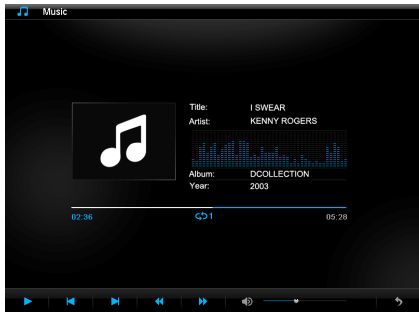 Music
Title: I SWEAR
Artist: KENNY ROGERS
Album: DCOLLECTION
Year: 2003
02:36 1 05:28